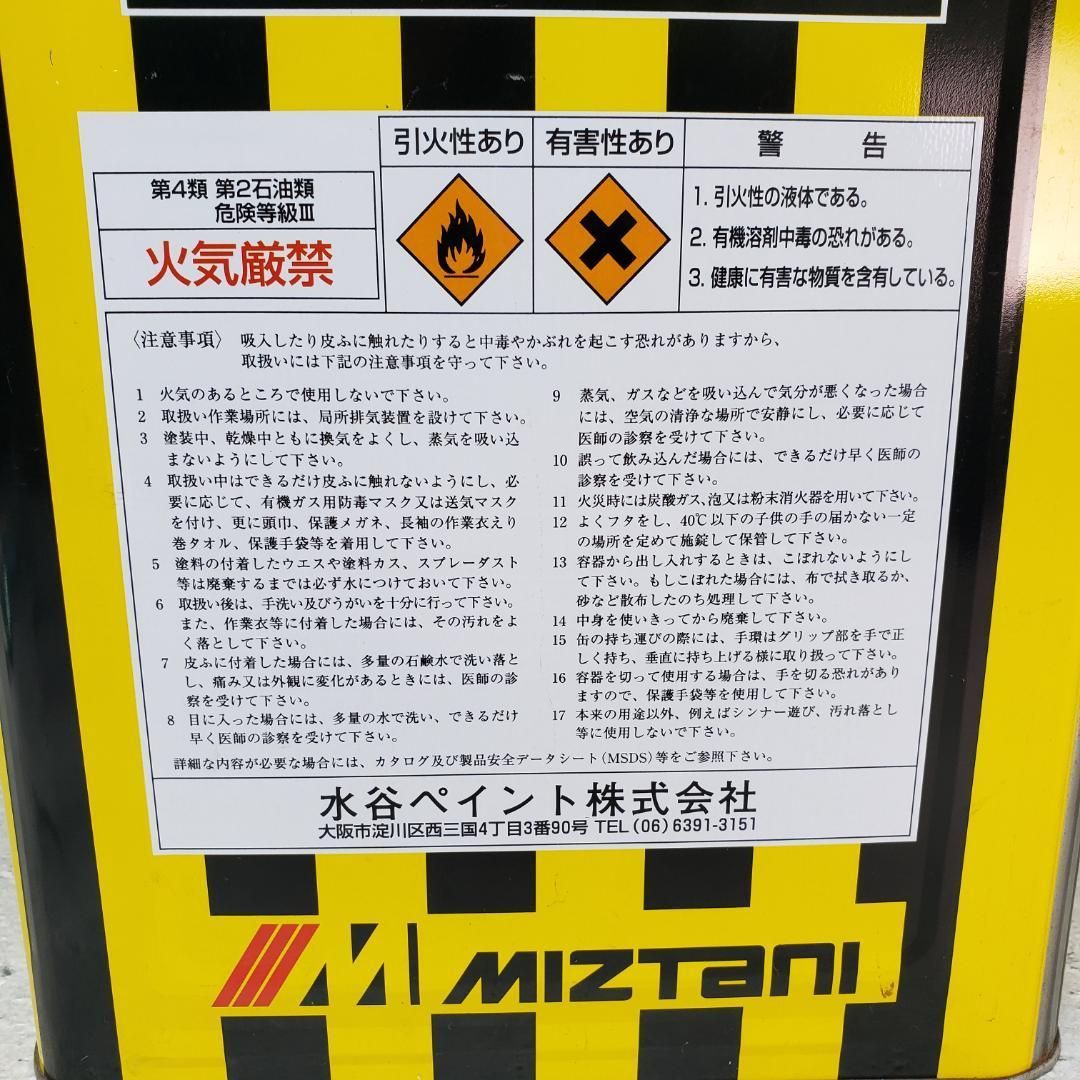 引火性あり
有害性あり
警 告
第4類 第2石油類
危険等級Ⅲ
火気厳禁
1. 引火性の液体である。
2. 有機溶剤中毒の恐れがある。
3. 健康に有害な物質を含有している。
〈注意事項〉 吸入したり皮ふに触れたりすると中毒やかぶれを起こす恐れがありますから、
取扱いには下記の注意事項を守って下さい。
1 火気のあるところで使用しないで下さい。
2 取扱い作業場所には、局所排気装置を設けて下さい。
3 塗装中、乾燥中ともに換気をよくし、蒸気を吸い込
まないようにして下さい。
4 取扱い中はできるだけ皮ふに触れないようにし、必
要に応じて、有機ガス用防毒マスク又は送気マスク
を付け、更に頭巾、保護メガネ、長袖の作業衣えり
巻タオル、保護手袋等を着用して下さい。
5 塗料の付着したウエスや塗料カス、スプレーダスト
等は廃棄するまでは必ず水につけておいて下さい。
6 取扱い後は、手洗い及びうがいを十分に行って下さい。
また、作業衣等に付着した場合には、その汚れをよ
く落として下さい。
7 皮ふに付着した場合には、多量の石鹸水で洗い落と
し、痛み又は外観に変化があるときには、医師の診
察を受けて下さい。
8 目に入った場合には、多量の水で洗い、できるだけ
早く医師の診察を受けて下さい。
9 蒸気、ガスなどを吸い込んで気分が悪くなった場合
には、空気の清浄な場所で安静にし、必要に応じて
医師の診察を受けて下さい。
10 誤って飲み込んだ場合には、できるだけ早く医師の
診察を受けて下さい。
11 火災時には炭酸ガス、泡又は粉末消火器を用いて下さい。
12 よくフタをし、40℃以下の子供の手の届かない一定
の場所を定めて施錠して保管して下さい。
13 容器から出し入れするときは、こぼれないようにし
て下さい。もしこぼれた場合には、布で拭き取るか、
砂など散布したのち処理して下さい。
14 中身を使いきってから廃棄して下さい。
15 缶の持ち運びの際には、手環はグリップ部を手で正
しく持ち、垂直に持ち上げる様に取り扱って下さい。
16 容器を切って使用する場合は、手を切る恐れがあり
ますので、保護手袋等を使用して下さい。
17 本来の用途以外、例えばシンナー遊び、汚れ落とし
等に使用しないで下さい。
詳細な内容が必要な場合には、カタログ及び製品安全データシート(MSDS)等をご参照下さい。
水谷ペイント株式会社
大阪市淀川区西三国4丁目3番90号 TEL(06)6391-3151
MIZTANI